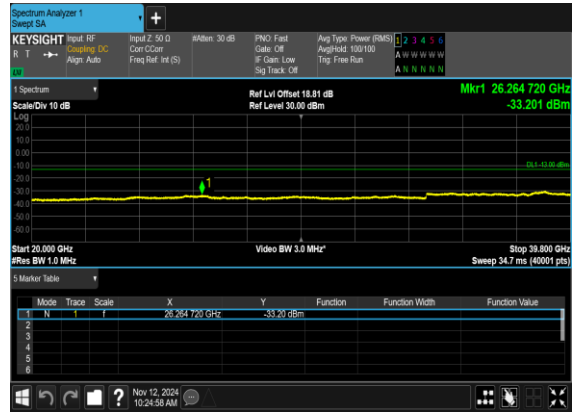 Spectrum Analyzer 1
Swept SA
+
KEYSIGHT Input: RF Input Z: 50 Ω #Atten: 30 dB PNO: Fast Avg Type: Power (RMS) 1 2 3 4 5 6
R T Coupling: DC Corr CCorr Gate: Off Avg|Hold: 100/100 A W W W W W
Align: Auto Freq Ref: Int (S) IF Gain: Low Trig: Free Run
Sig Track: Off A N N N N N
1 Spectrum Ref Lvl Offset 18.81 dB Mkr1 26.264 720 GHz
Scale/Div 10 dB Ref Level 30.00 dBm -33.201 dBm
Log
20.0
10.0
0.00
-10.0 DL1 -13.00 dBm
-20.0
1
-30.0
-40.0
-50.0
-60.0
Start 20.000 GHz Video BW 3.0 MHz* Stop 39.800 GHz
#Res BW 1.0 MHz Sweep 34.7 ms (40001 pts)
5 Marker Table
Mode Trace Scale X Y Function Function Width Function Value
1 N 1 f 26.264 720 GHz -33.20 dBm
2
3
4
5
6
? Nov 12, 2024
10:24:58 AM